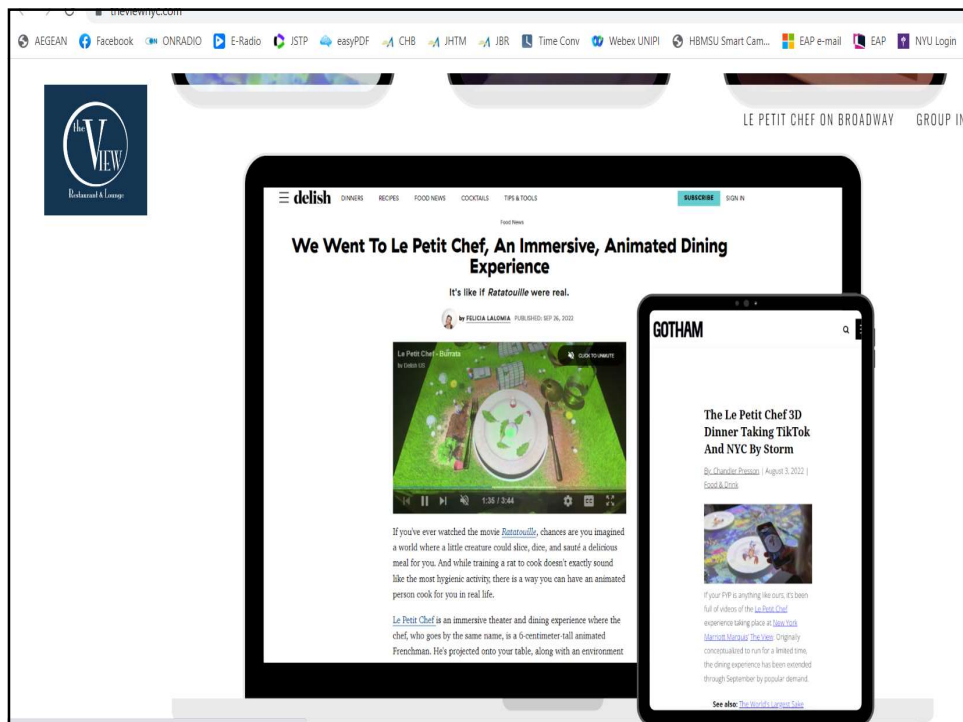 theviewnyc.com
AEGEAN Facebook ONRADIO E-Radio JSTP easyPDF CHB JHTM JBR Time Conv Webex UNIPI HBMSU Smart Cam... EAP e-mail EAP NYU Login
the
VIEW
Restaurant & Lounge
LE PETIT CHEF ON BROADWAY GROUP IN
delish DINNERS RECIPES FOOD NEWS COCKTAILS TIPS & TOOLS SUBSCRIBE SIGN IN
Food News
We Went To Le Petit Chef, An Immersive, Animated Dining
Experience
It's like if Ratatouille were real.
by FELICIA LALOMIA PUBLISHED: SEP 26, 2022
Le Petit Chef - Burrata
by Delish US
CLICK TO UNMUTE
1:35 / 3:44
If you've ever watched the movie Ratatouille, chances are you imagined
a world where a little creature could slice, dice, and sauté a delicious
meal for you. And while training a rat to cook doesn't exactly sound
like the most hygienic activity, there is a way you can have an animated
person cook for you in real life.
Le Petit Chef is an immersive theater and dining experience where the
chef, who goes by the same name, is a 6-centimeter-tall animated
Frenchman. He's projected onto your table, along with an environment
GOTHAM
The Le Petit Chef 3D
Dinner Taking TikTok
And NYC By Storm
By: Chandler Presson | August 3, 2022 |
Food & Drink
If your FYP is anything like ours, it's been
full of videos of the Le Petit Chef
experience taking place at New York
Marriott Marquis' The View. Originally
conceptualized to run for a limited time,
the dining experience has been extended
through September by popular demand.
See also: The World's Largest Sake